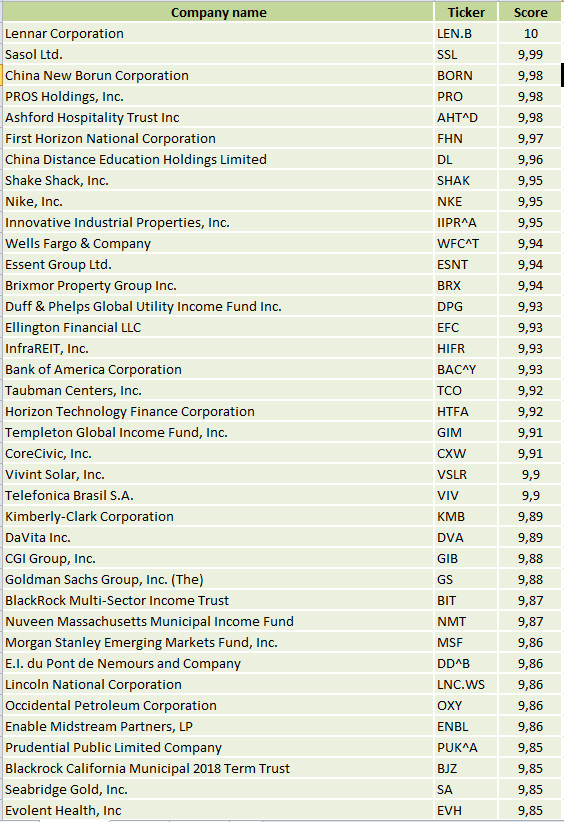 Company name Ticker Score
Lennar Corporation LEN.B 10
Sasol Ltd. SSL 9,99
China New Borun Corporation BORN 9,98
PROS Holdings, Inc. PRO 9,98
Ashford Hospitality Trust Inc AHT^D 9,98
First Horizon National Corporation FHN 9,97
China Distance Education Holdings Limited DL 9,96
Shake Shack, Inc. SHAK 9,95
Nike, Inc. NKE 9,95
Innovative Industrial Properties, Inc. IIPR^A 9,95
Wells Fargo & Company WFC^T 9,94
Essent Group Ltd. ESNT 9,94
Brixmor Property Group Inc. BRX 9,94
Duff & Phelps Global Utility Income Fund Inc. DPG 9,93
Ellington Financial LLC EFC 9,93
InfraREIT, Inc. HIFR 9,93
Bank of America Corporation BAC^Y 9,93
Taubman Centers, Inc. TCO 9,92
Horizon Technology Finance Corporation HTFA 9,92
Templeton Global Income Fund, Inc. GIM 9,91
CoreCivic, Inc. CXW 9,91
Vivint Solar, Inc. VSLR 9,9
Telefonica Brasil S.A. VIV 9,9
Kimberly-Clark Corporation KMB 9,89
DaVita Inc. DVA 9,89
CGI Group, Inc. GIB 9,88
Goldman Sachs Group, Inc. (The) GS 9,88
BlackRock Multi-Sector Income Trust BIT 9,87
Nuveen Massachusetts Municipal Income Fund NMT 9,87
Morgan Stanley Emerging Markets Fund, Inc. MSF 9,86
E.I. du Pont de Nemours and Company DD^B 9,86
Lincoln National Corporation LNC.WS 9,86
Occidental Petroleum Corporation OXY 9,86
Enable Midstream Partners, LP ENBL 9,86
Prudential Public Limited Company PUK^A 9,85
Blackrock California Municipal 2018 Term Trust BJZ 9,85
Seabridge Gold, Inc. SA 9,85
Evolent Health, Inc EVH 9,85